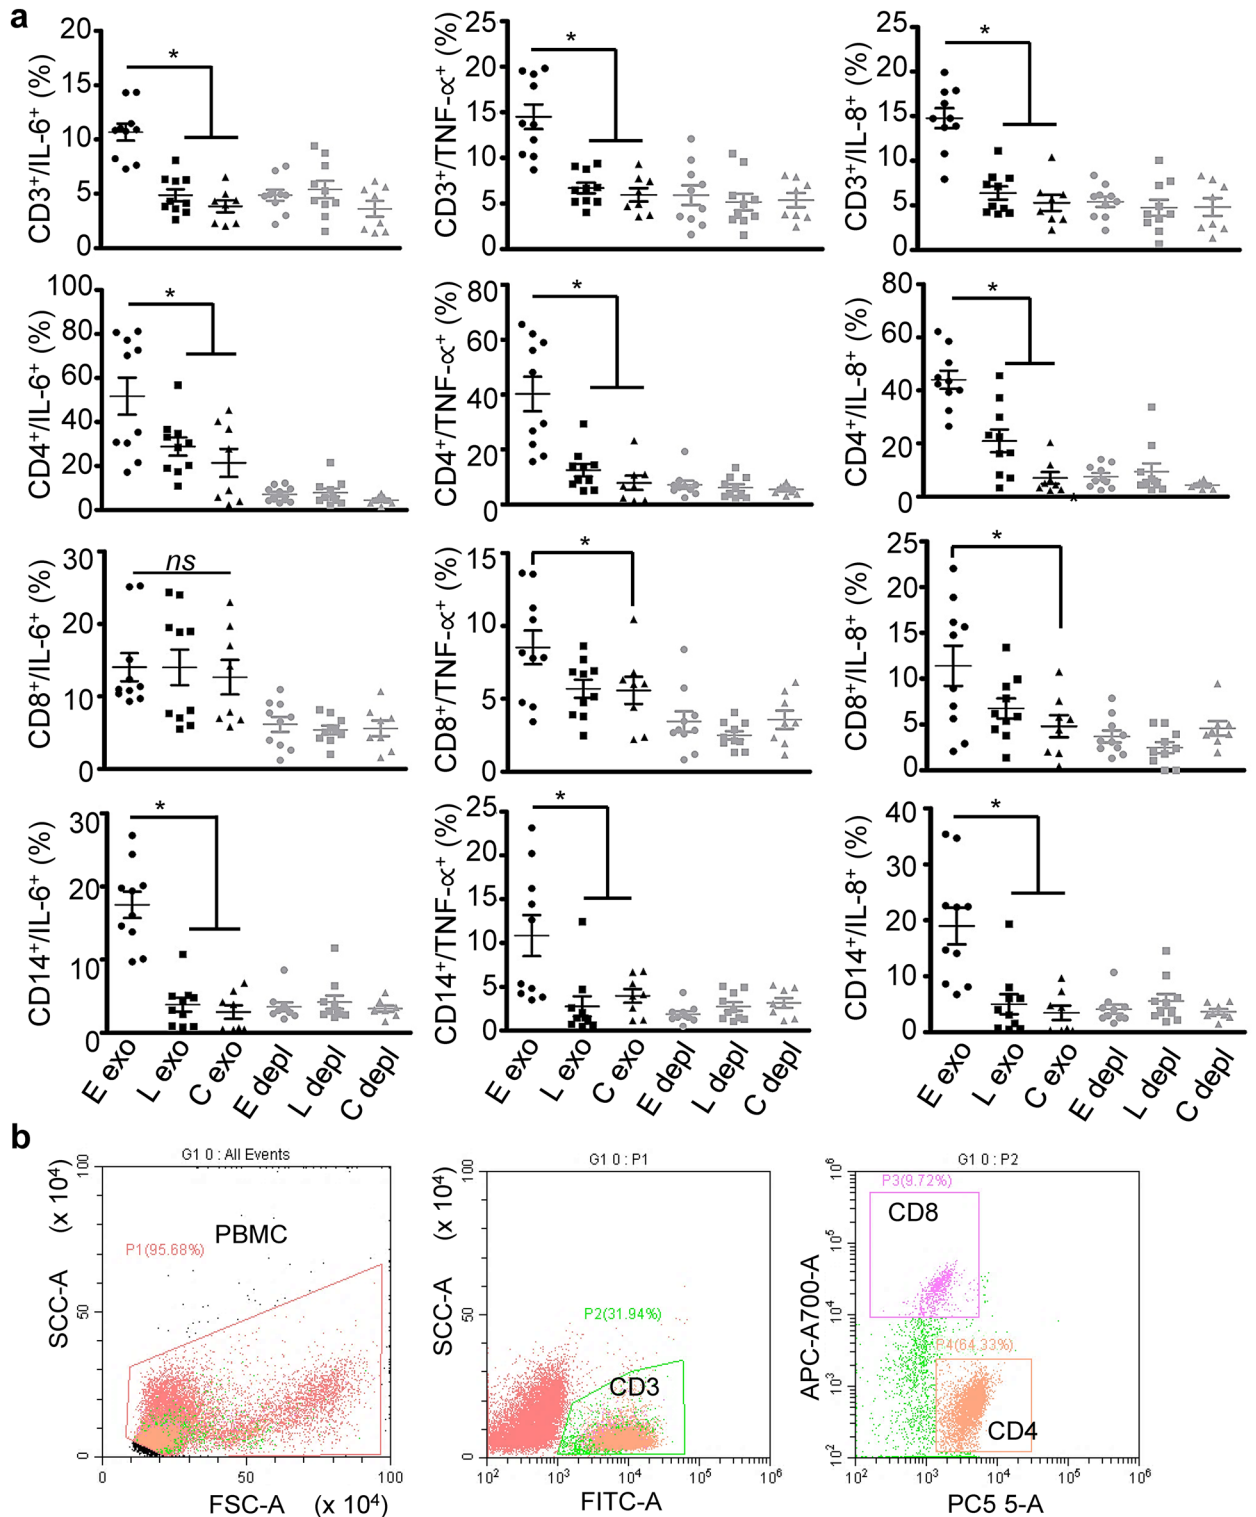 a
CD3⁺/IL-6⁺ (%)
20
15
10
5
0
*
CD3⁺/TNF-∝⁺ (%)
25
20
15
10
5
0
*
CD3⁺/IL-8⁺ (%)
25
20
15
10
5
0
*
CD4⁺/IL-6⁺ (%)
100
80
60
40
20
0
*
CD4⁺/TNF-∝⁺ (%)
80
60
40
20
0
*
CD4⁺/IL-8⁺ (%)
80
60
40
20
0
*
*
CD8⁺/IL-6⁺ (%)
30
20
10
0
ns
CD8⁺/TNF-∝⁺ (%)
15
10
5
0
*
CD8⁺/IL-8⁺ (%)
25
20
15
10
5
0
*
CD14⁺/IL-6⁺ (%)
30
20
10
0
*
CD14⁺/TNF-∝⁺ (%)
25
20
15
10
5
0
*
CD14⁺/IL-8⁺ (%)
40
30
20
10
0
*
E exo
L exo
C exo
E depl
L depl
C depl
E exo
L exo
C exo
E depl
L depl
C depl
E exo
L exo
C exo
E depl
L depl
C depl
b
G1 0 : All Events
SCC-A (x 10⁴)
100
50
0
P1(95.68%)
PBMC
0 50 100
FSC-A (x 10⁴)
G1 0 : P1
SCC-A (x 10⁴)
100
50
0
P2(31.94%)
CD3
10² 10³ 10⁴ 10⁵ 10⁶
FITC-A
G1 0 : P2
APC-A700-A
10⁶
10⁵
10⁴
10³
10²
P3(9.72%)
CD8
P4(64.33%)
CD4
10² 10³ 10⁴ 10⁵ 10⁶
PC5 5-A